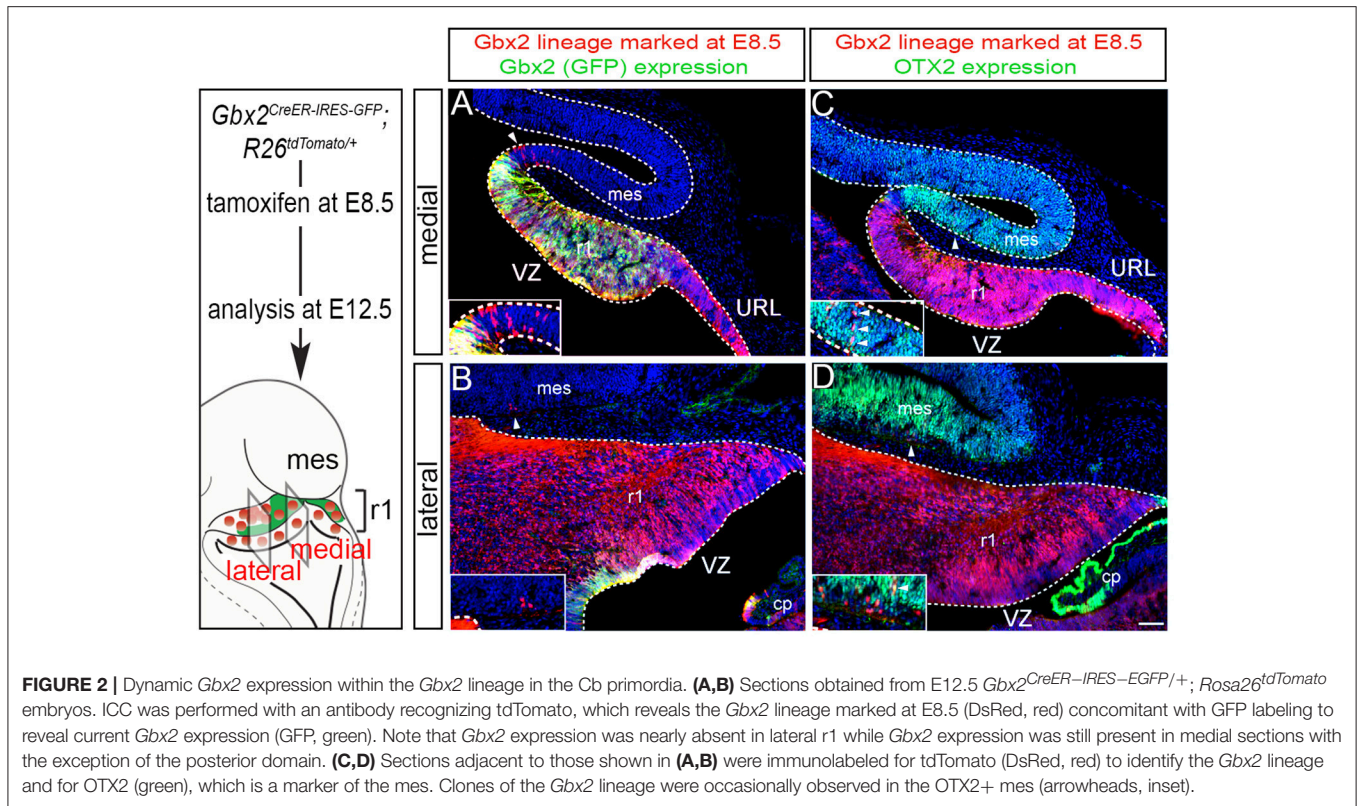 Gbx2 lineage marked at E8.5
Gbx2 (GFP) expression
Gbx2 lineage marked at E8.5
OTX2 expression
Gbx2CreER-IRES-GFP;
R26tdTomato/+
tamoxifen at E8.5
analysis at E12.5
mes
r1
medial
lateral
medial
lateral
A
mes
r1
VZ
URL
C
mes
r1
URL
VZ
B
mes
r1
VZ
cp
D
mes
r1
VZ
cp
FIGURE 2 | Dynamic Gbx2 expression within the Gbx2 lineage in the Cb primordia. (A,B) Sections obtained from E12.5 Gbx2CreER−IRES−EGFP/+; Rosa26tdTomato
embryos. ICC was performed with an antibody recognizing tdTomato, which reveals the Gbx2 lineage marked at E8.5 (DsRed, red) concomitant with GFP labeling to
reveal current Gbx2 expression (GFP, green). Note that Gbx2 expression was nearly absent in lateral r1 while Gbx2 expression was still present in medial sections with
the exception of the posterior domain. (C,D) Sections adjacent to those shown in (A,B) were immunolabeled for tdTomato (DsRed, red) to identify the Gbx2 lineage
and for OTX2 (green), which is a marker of the mes. Clones of the Gbx2 lineage were occasionally observed in the OTX2+ mes (arrowheads, inset).